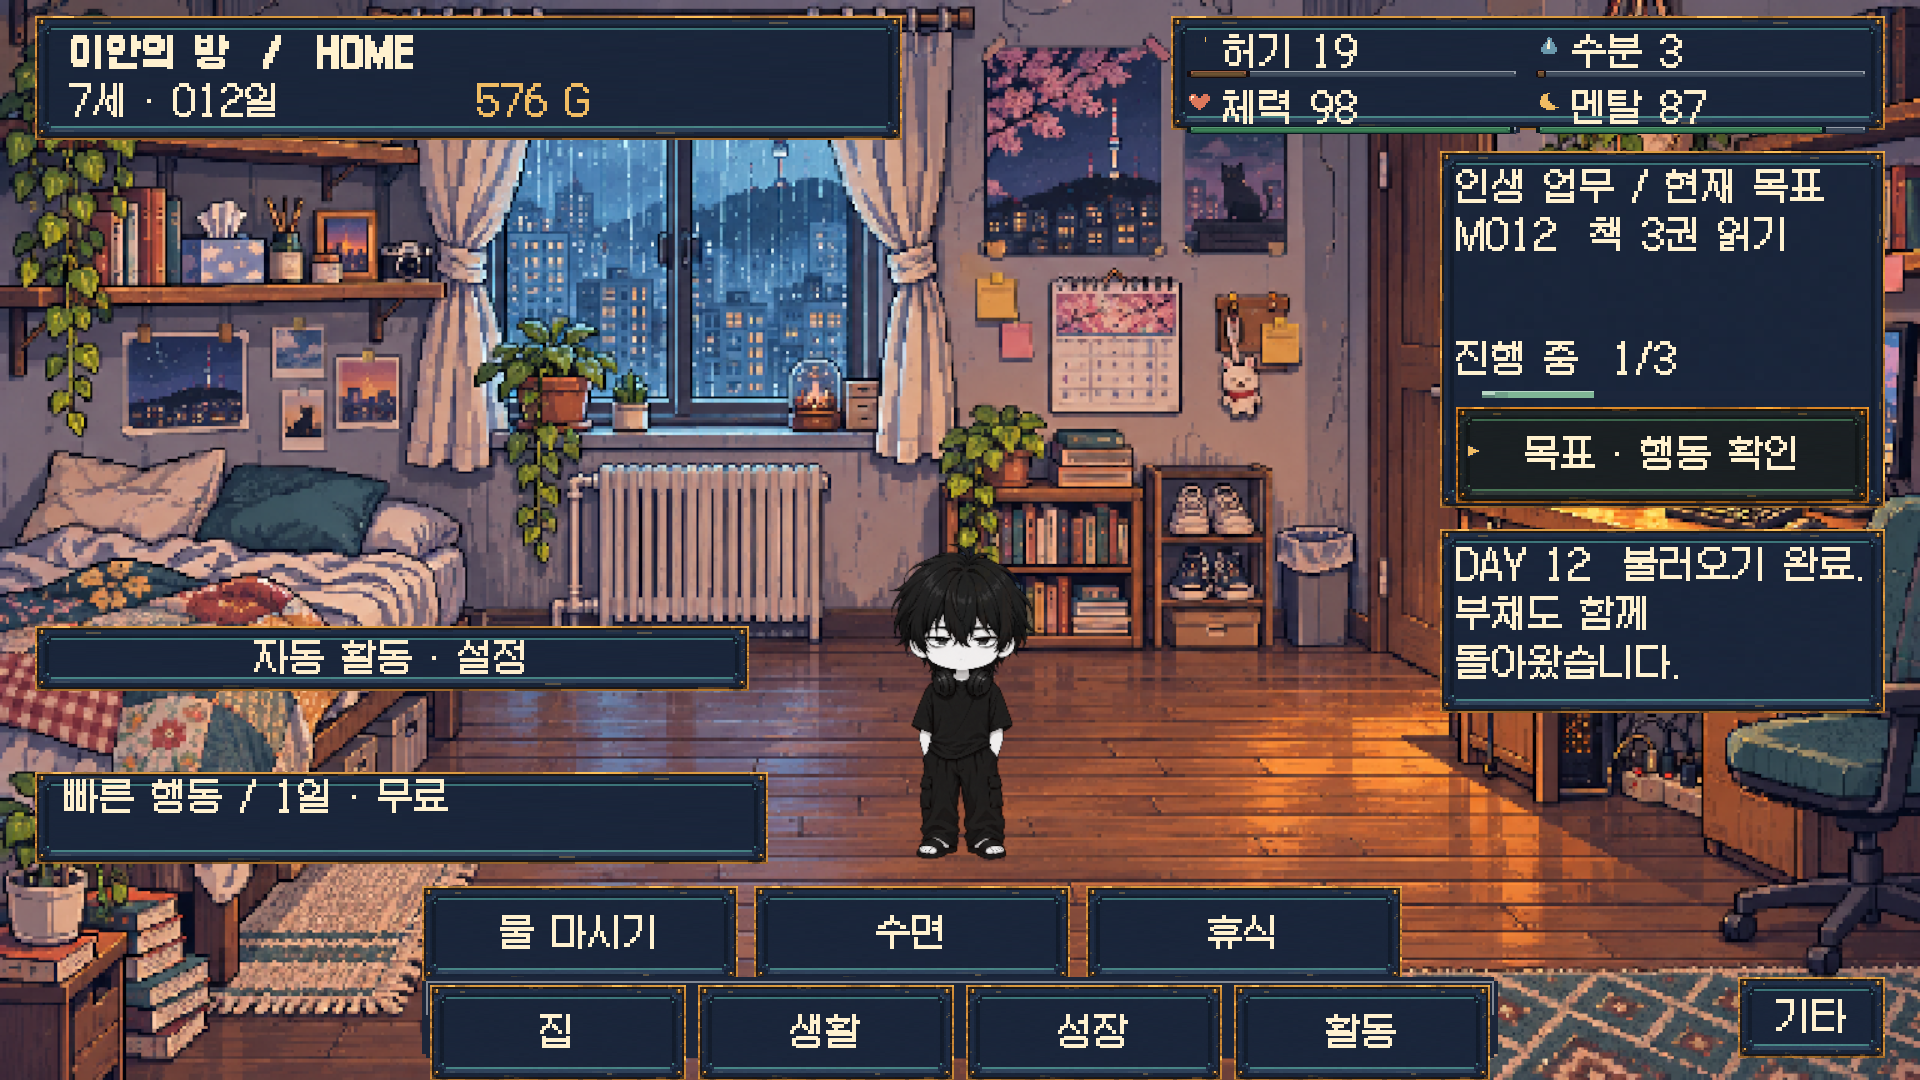 이안의 방 / HOME
7세 · 012일 576 G
허기 19 수분 3
체력 98 멘탈 87
인생 업무 / 현재 목표
M012 책 3권 읽기
진행 중 1/3
목표 · 행동 확인
DAY 12 불러오기 완료.
부채도 함께
돌아왔습니다.
자동 활동 · 설정
빠른 행동 / 1일 · 무료
물 마시기 수면 휴식
집 생활 성장 활동 기타